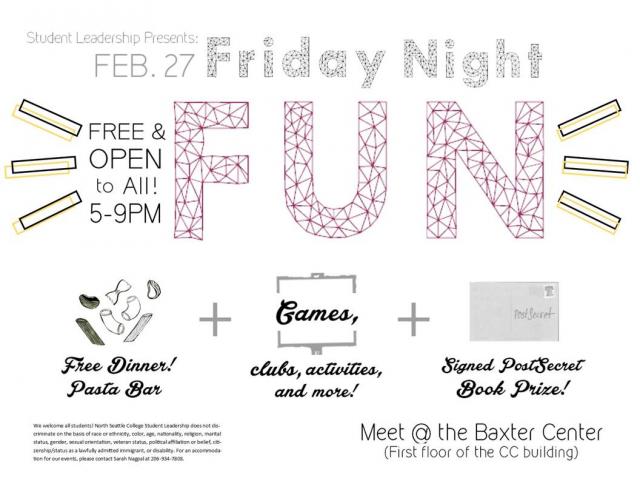 Student Leadership Presents:
FEB. 27 Friday Night
FUN
FREE &
OPEN
to All!
5-9PM
Free Dinner!
Pasta Bar
+
Games,
clubs, activities,
and more!
+
PostSecret
Signed PostSecret
Book Prize!
We welcome all students! North Seattle College Student Leadership does not dis-
criminate on the basis of race or ethnicity, color, age, nationality, religion, marital
status, gender, sexual orientation, veteran status, political affiliation or belief, citi-
zenship/status as a lawfully admitted immigrant, or disability. For an accommoda-
tion for our events, please contact Sarah Nagpal at 206-934-7808.
Meet @ the Baxter Center
(First floor of the CC building)